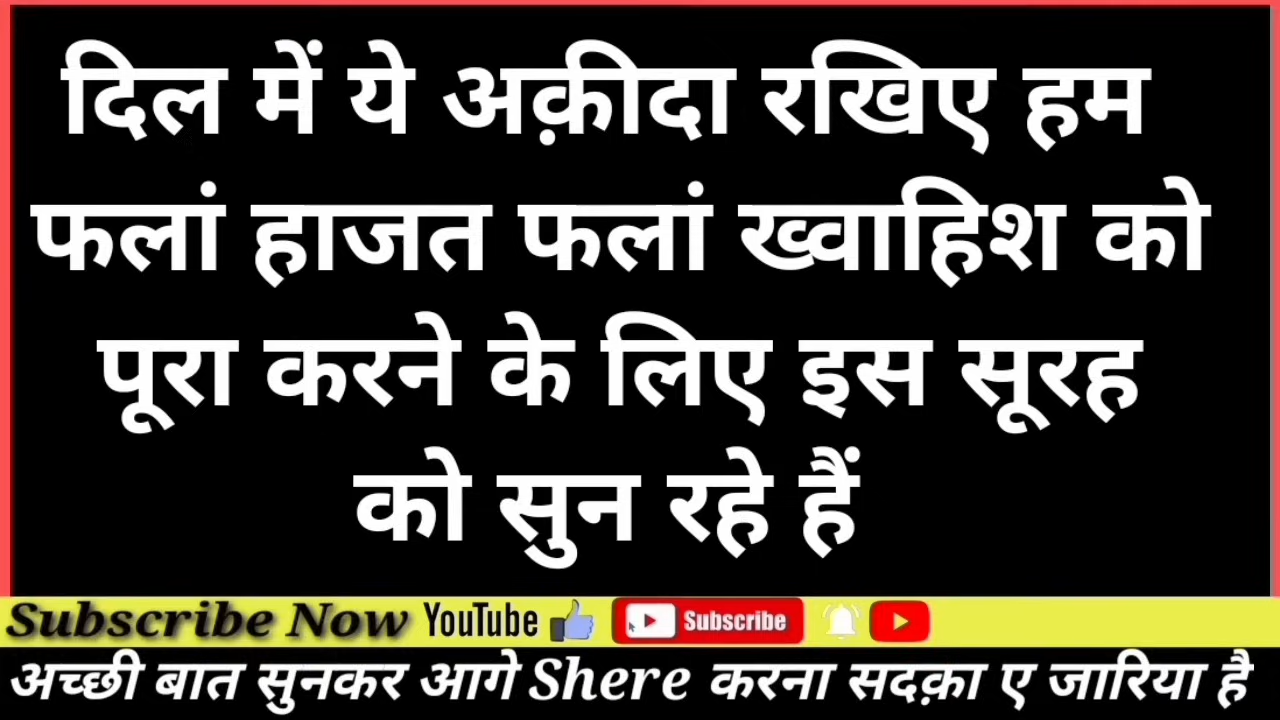 दिल में ये अक़ीदा रखिए हम
फलां हाजत फलां ख्वाहिश को
पूरा करने के लिए इस सूरह
को सुन रहे हैं
Subscribe Now YouTube Subscribe
अच्छी बात सुनकर आगे Shere करना सदक़ा ए जारिया है